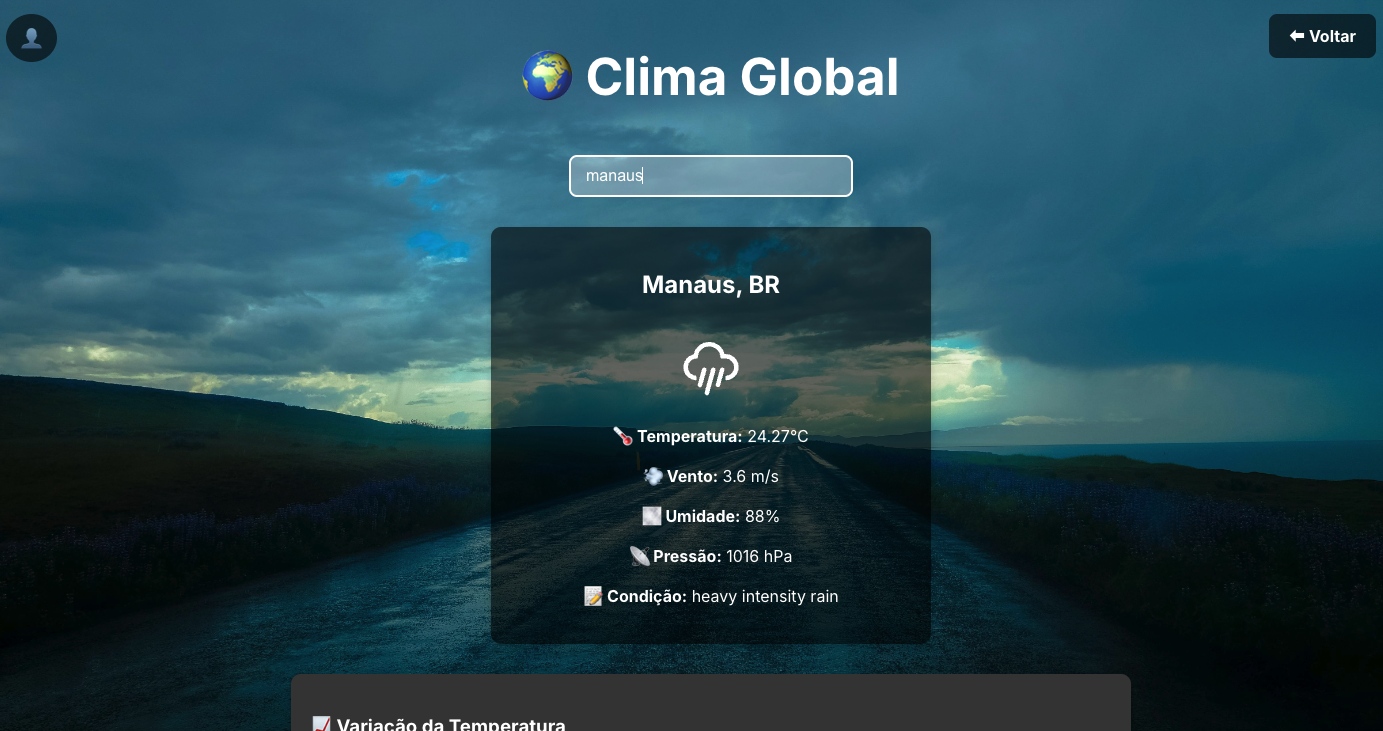 ⬅ Voltar
Clima Global
manaus
Manaus, BR
Temperatura: 24.27°C
Vento: 3.6 m/s
Umidade: 88%
Pressão: 1016 hPa
Condição: heavy intensity rain
Variação da Temperatura